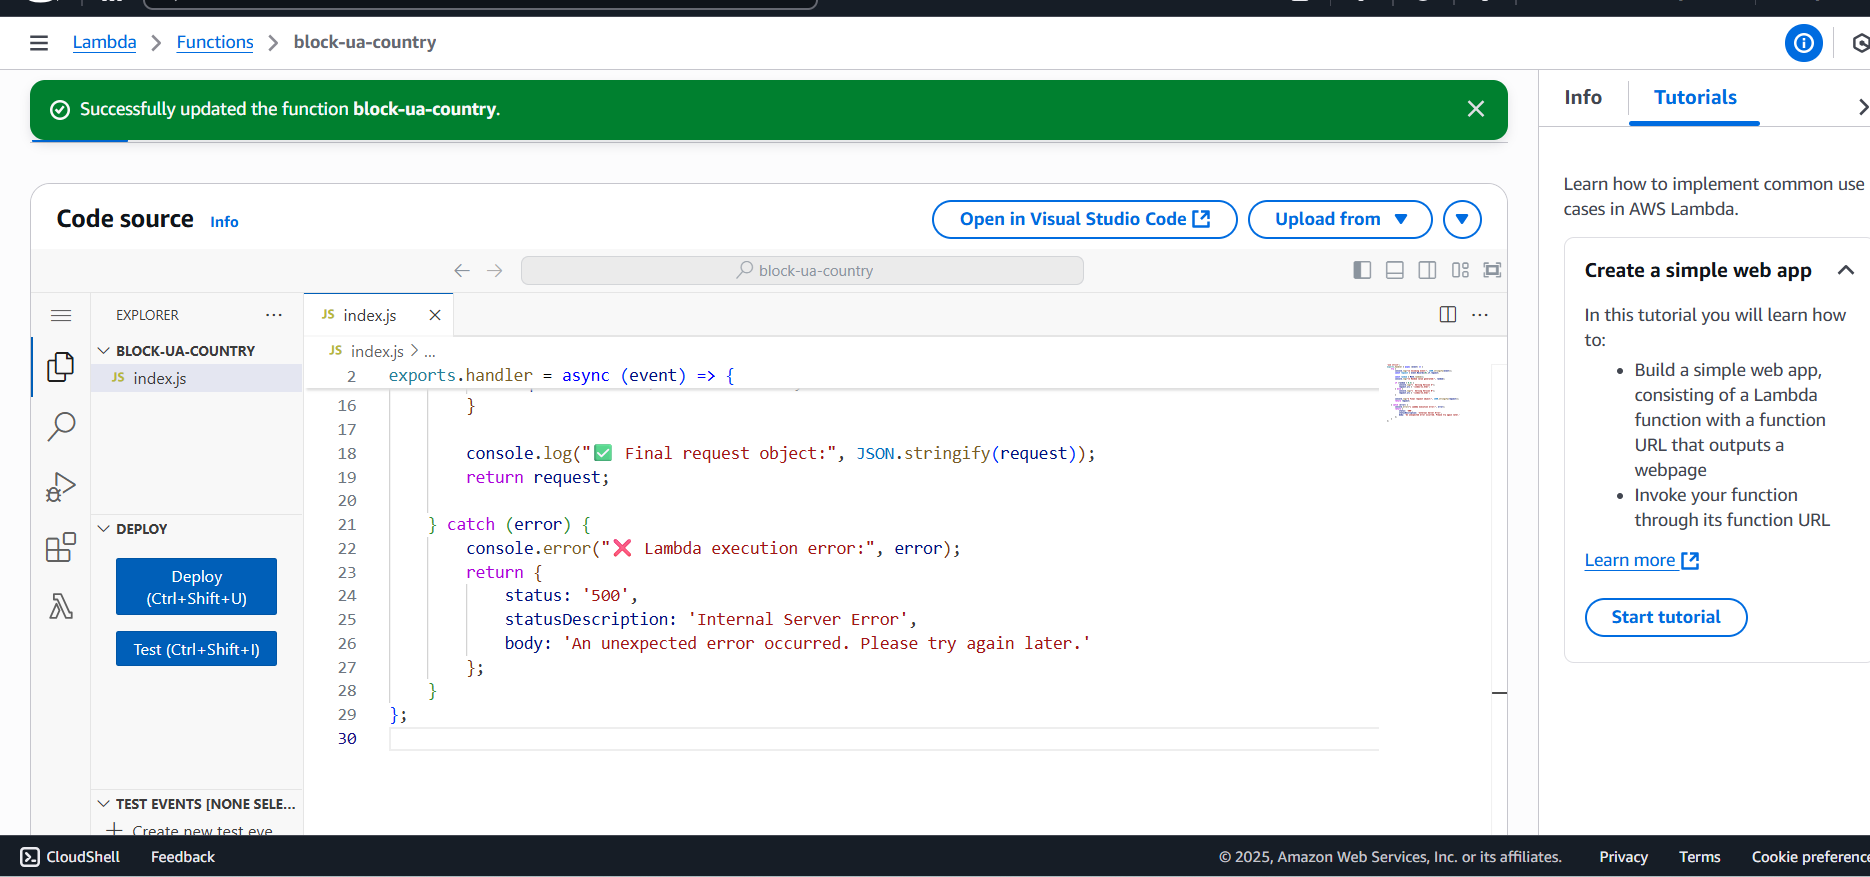 Lambda > Functions > block-ua-country
Successfully updated the function block-ua-country.
Info
Tutorials
Learn how to implement common use
cases in AWS Lambda.
Create a simple web app
In this tutorial you will learn how
to:
• Build a simple web app,
consisting of a Lambda
function with a function
URL that outputs a
webpage
• Invoke your function
through its function URL
Learn more
Start tutorial
Code source Info
Open in Visual Studio Code
Upload from
block-ua-country
EXPLORER
BLOCK-UA-COUNTRY
JS index.js
DEPLOY
Deploy
(Ctrl+Shift+U)
Test (Ctrl+Shift+I)
TEST EVENTS [NONE SELE...
Create new test eve
JS index.js
JS index.js > ...
2 exports.handler = async (event) => {
16 }
17
18 console.log("✅ Final request object:", JSON.stringify(request));
19 return request;
20
21 } catch (error) {
22 console.error("❌ Lambda execution error:", error);
23 return {
24 status: '500',
25 statusDescription: 'Internal Server Error',
26 body: 'An unexpected error occurred. Please try again later.'
27 };
28 }
29 };
30
CloudShell Feedback
© 2025, Amazon Web Services, Inc. or its affiliates. Privacy Terms Cookie preference